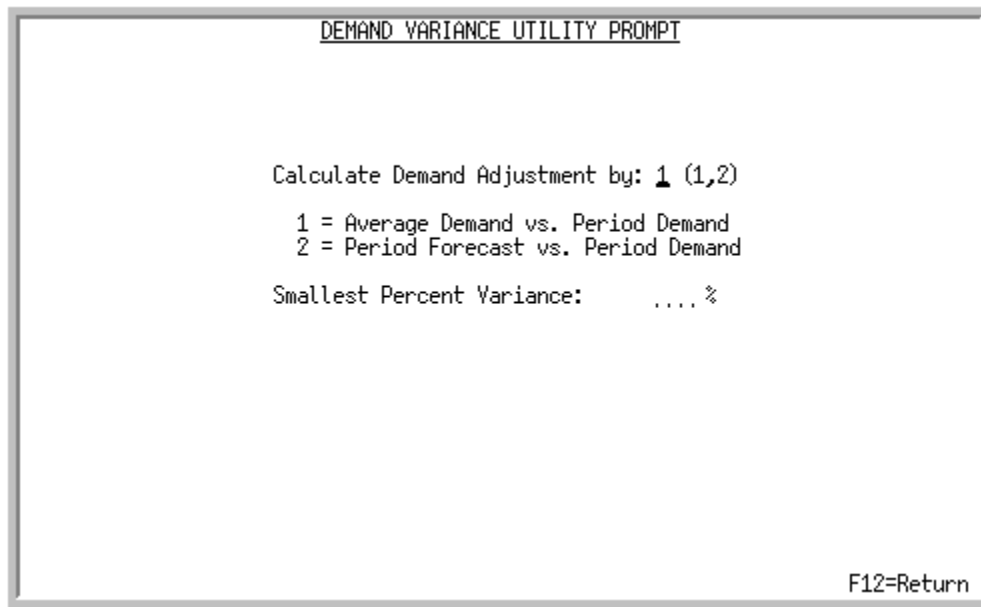 DEMAND VARIANCE UTILITY PROMPT
Calculate Demand Adjustment by: 1 (1,2)
1 = Average Demand vs. Period Demand
2 = Period Forecast vs. Period Demand
Smallest Percent Variance: ....%
F12=Return